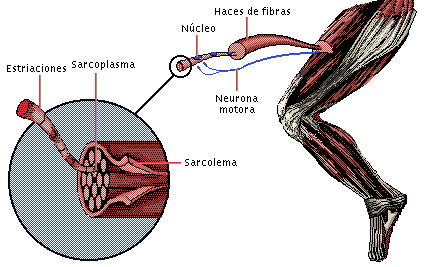 Haces de fibras
Núcleo
Estriaciones
Sarcoplasma
Neurona
motora
Sarcolema